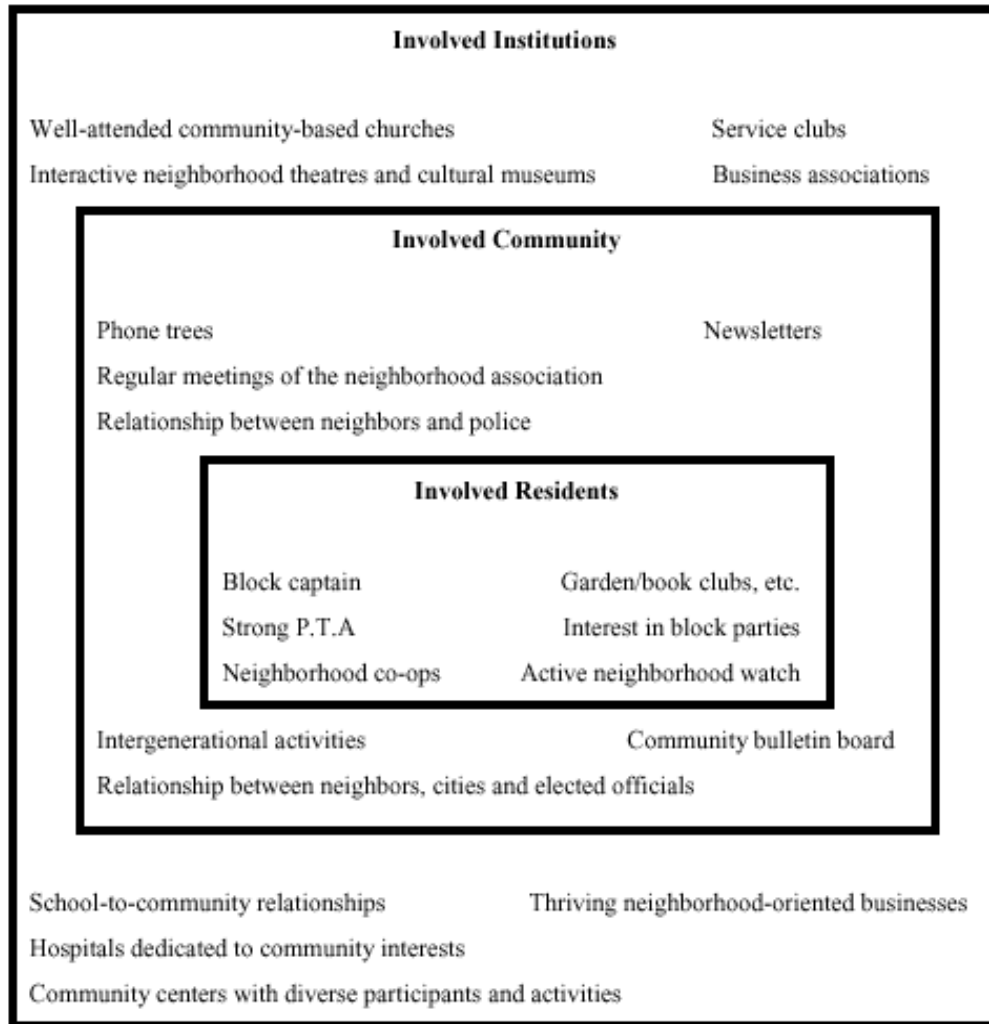 Involved Institutions
Well-attended community-based churches Service clubs
Interactive neighborhood theatres and cultural museums Business associations
Involved Community
Phone trees Newsletters
Regular meetings of the neighborhood association
Relationship between neighbors and police
Involved Residents
Block captain Garden/book clubs, etc.
Strong P.T.A Interest in block parties
Neighborhood co-ops Active neighborhood watch
Intergenerational activities Community bulletin board
Relationship between neighbors, cities and elected officials
School-to-community relationships Thriving neighborhood-oriented businesses
Hospitals dedicated to community interests
Community centers with diverse participants and activities